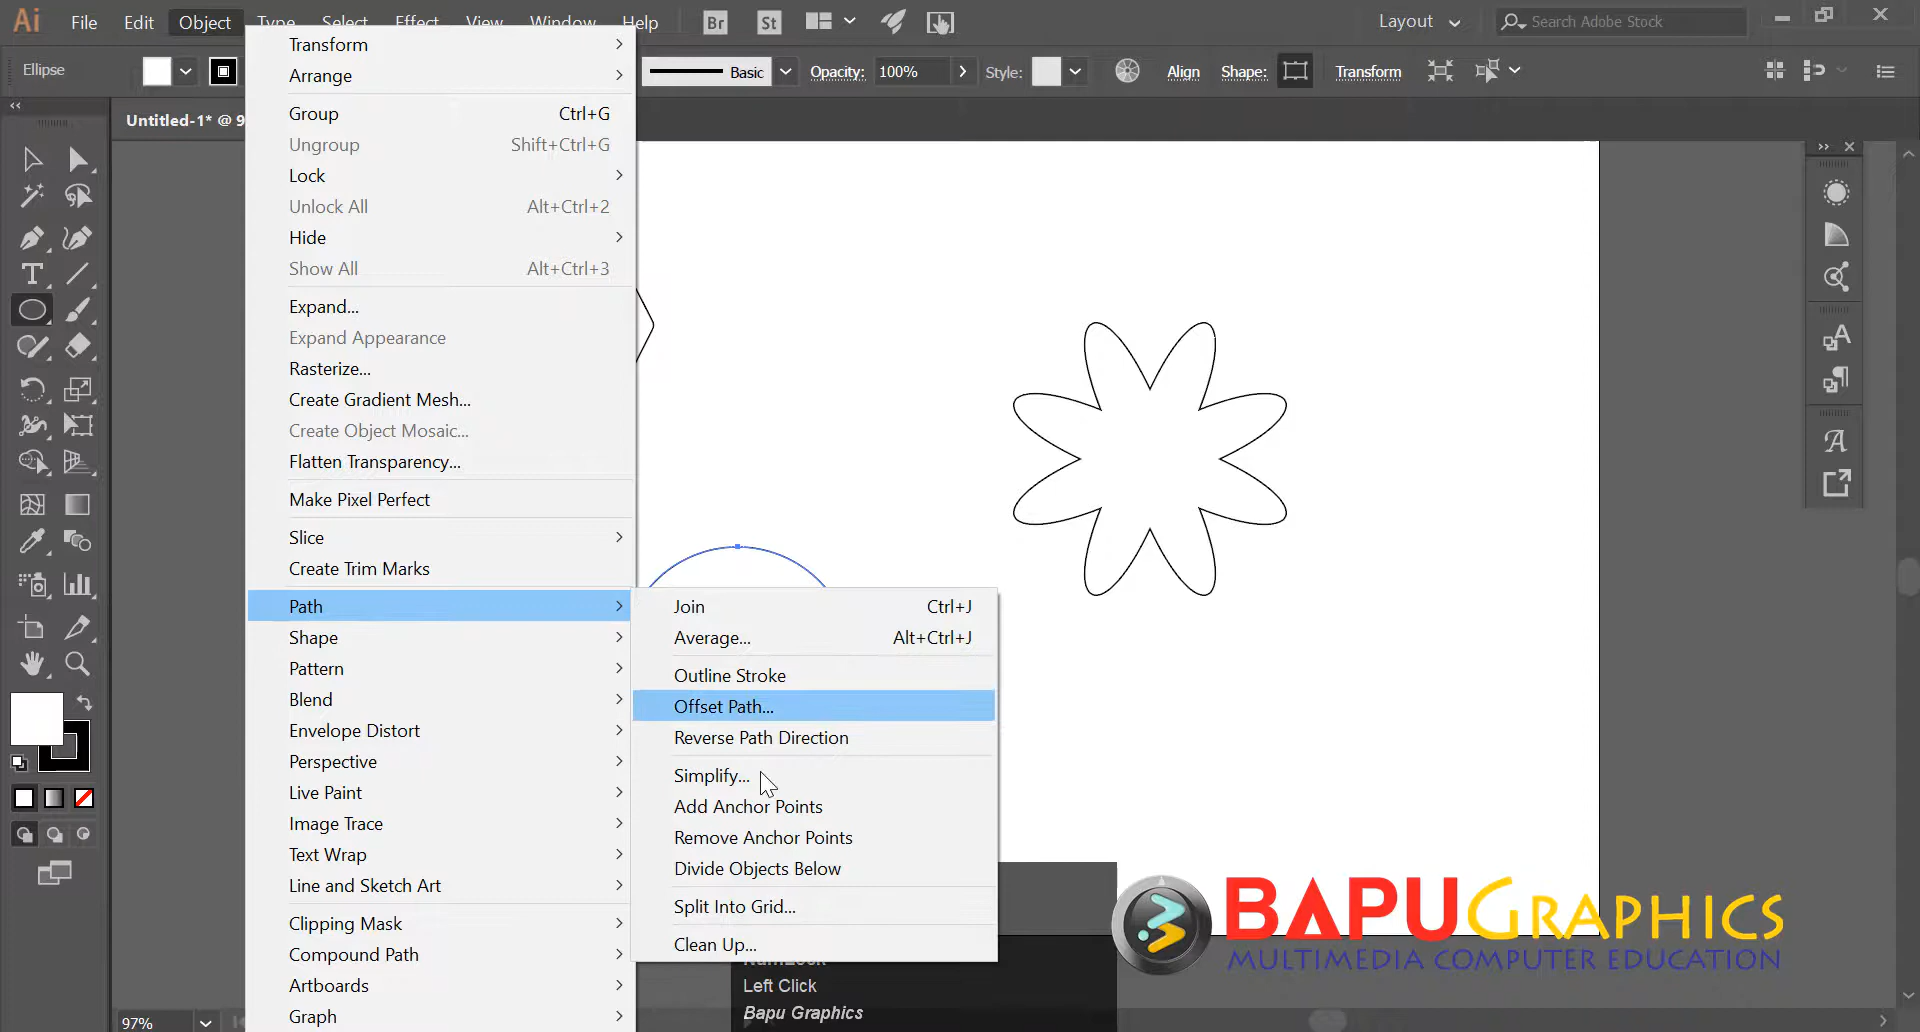 Ai File Edit Object Type Select Effect View Window Help Br St Layout Search Adobe Stock
Ellipse Basic Opacity: 100% Style: Align Shape: Transform
Untitled-1* @ 9
Transform
Arrange
Group Ctrl+G
Ungroup Shift+Ctrl+G
Lock
Unlock All Alt+Ctrl+2
Hide
Show All Alt+Ctrl+3
Expand...
Expand Appearance
Rasterize...
Create Gradient Mesh...
Create Object Mosaic...
Flatten Transparency...
Make Pixel Perfect
Slice
Create Trim Marks
Path
Shape
Pattern
Blend
Envelope Distort
Perspective
Live Paint
Image Trace
Text Wrap
Line and Sketch Art
Clipping Mask
Compound Path
Artboards
Graph
Join Ctrl+J
Average... Alt+Ctrl+J
Outline Stroke
Offset Path...
Reverse Path Direction
Simplify...
Add Anchor Points
Remove Anchor Points
Divide Objects Below
Split Into Grid...
Clean Up...
NumLock
Left Click
Bapu Graphics
BAPU GRAPHICS
MULTIMEDIA COMPUTER EDUCATION
97%